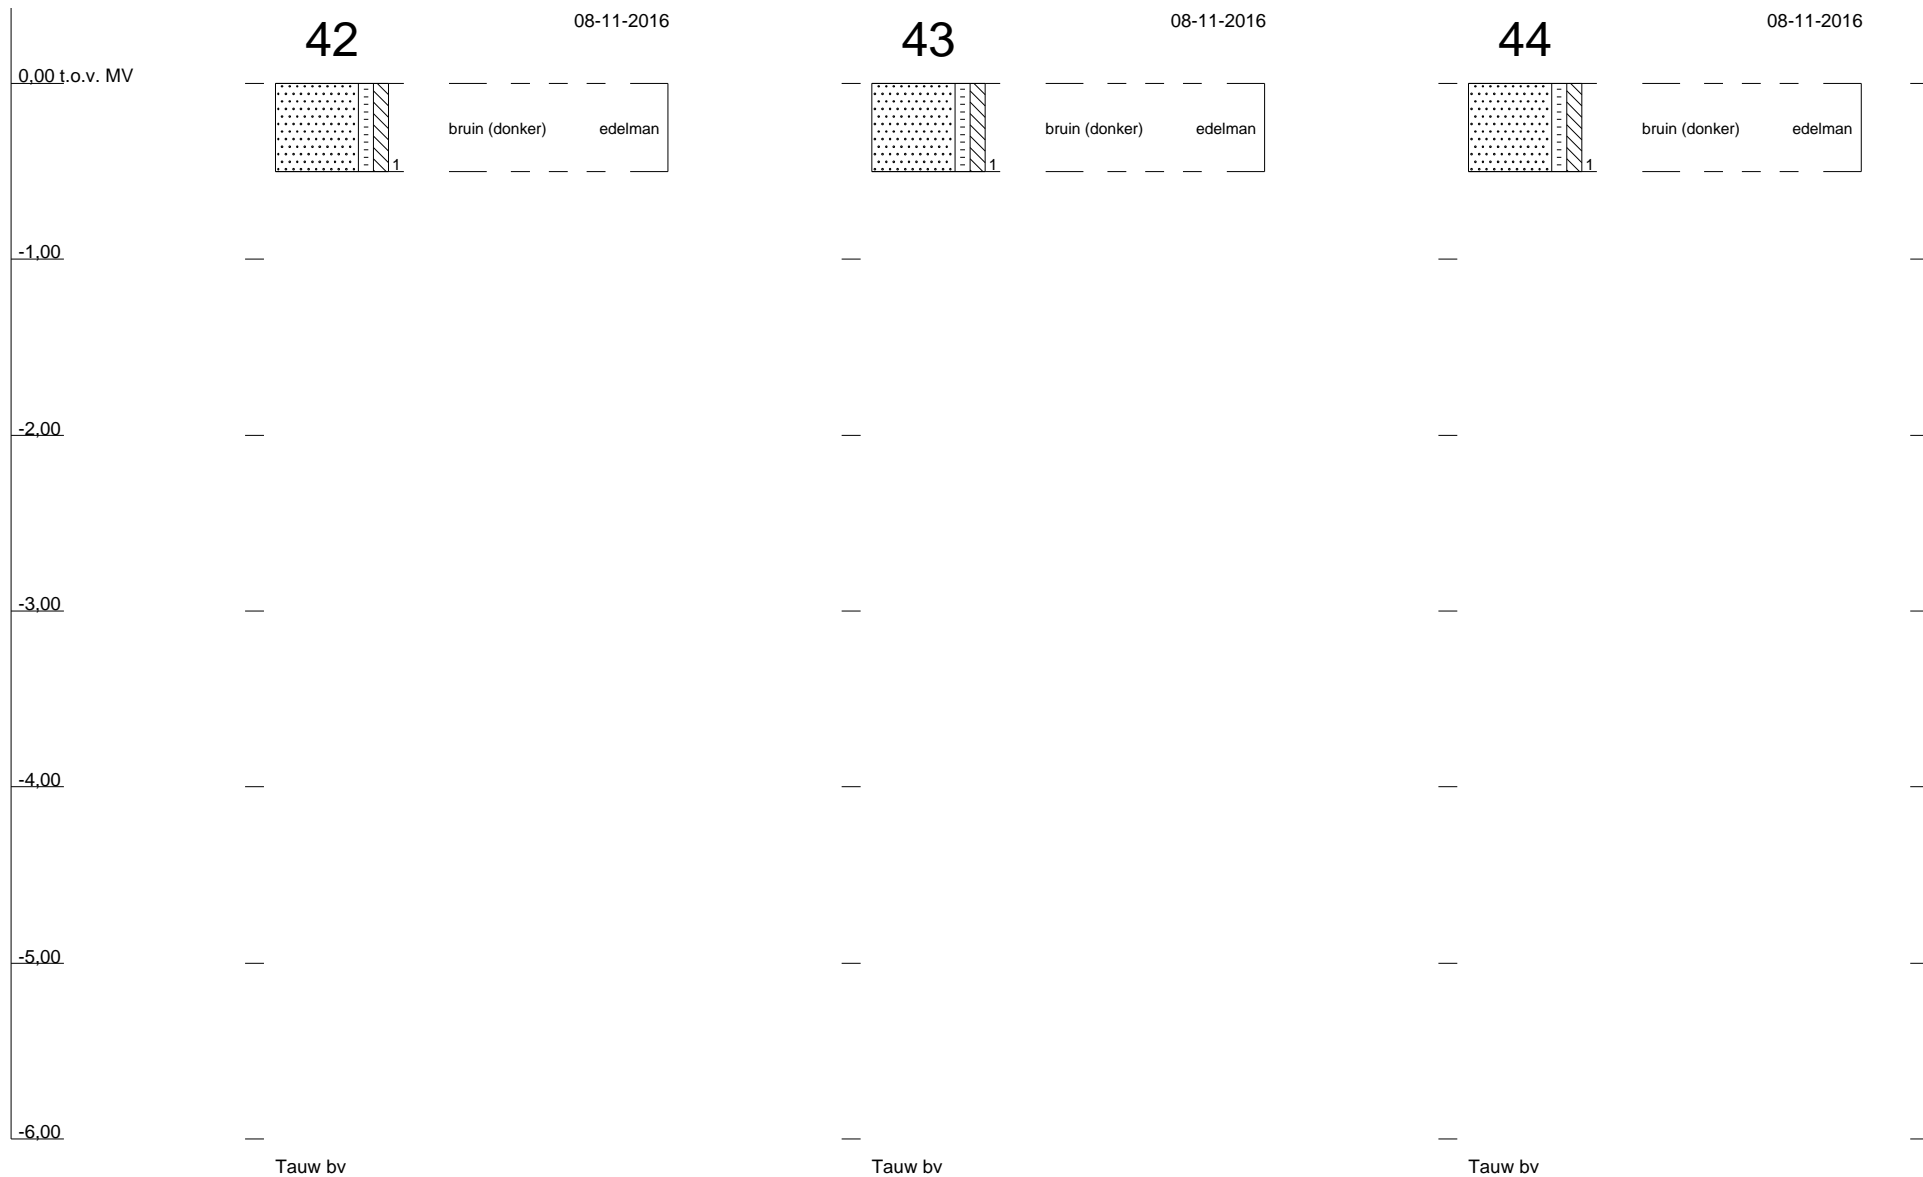 42 08-11-2016 43 08-11-2016 44 08-11-2016
0,00 t.o.v. MV
bruin (donker) edelman bruin (donker) edelman bruin (donker) edelman
1 1 1
-1,00
-2,00
-3,00
-4,00
-5,00
-6,00
Tauw bv Tauw bv Tauw bv